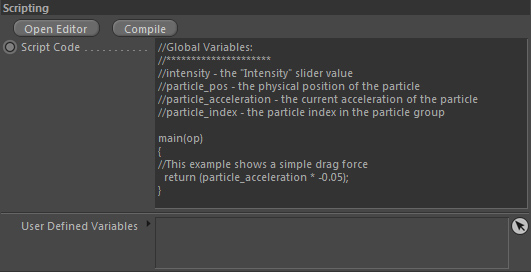 Scripting
Open Editor Compile
Script Code . . . . . . . . . . .
//Global Variables:
//*********************
//intensity - the "Intensity" slider value
//particle_pos - the physical position of the particle
//particle_acceleration - the current acceleration of the particle
//particle_index - the particle index in the particle group
main(op)
{
//This example shows a simple drag force
return (particle_acceleration * -0.05);
}
User Defined Variables